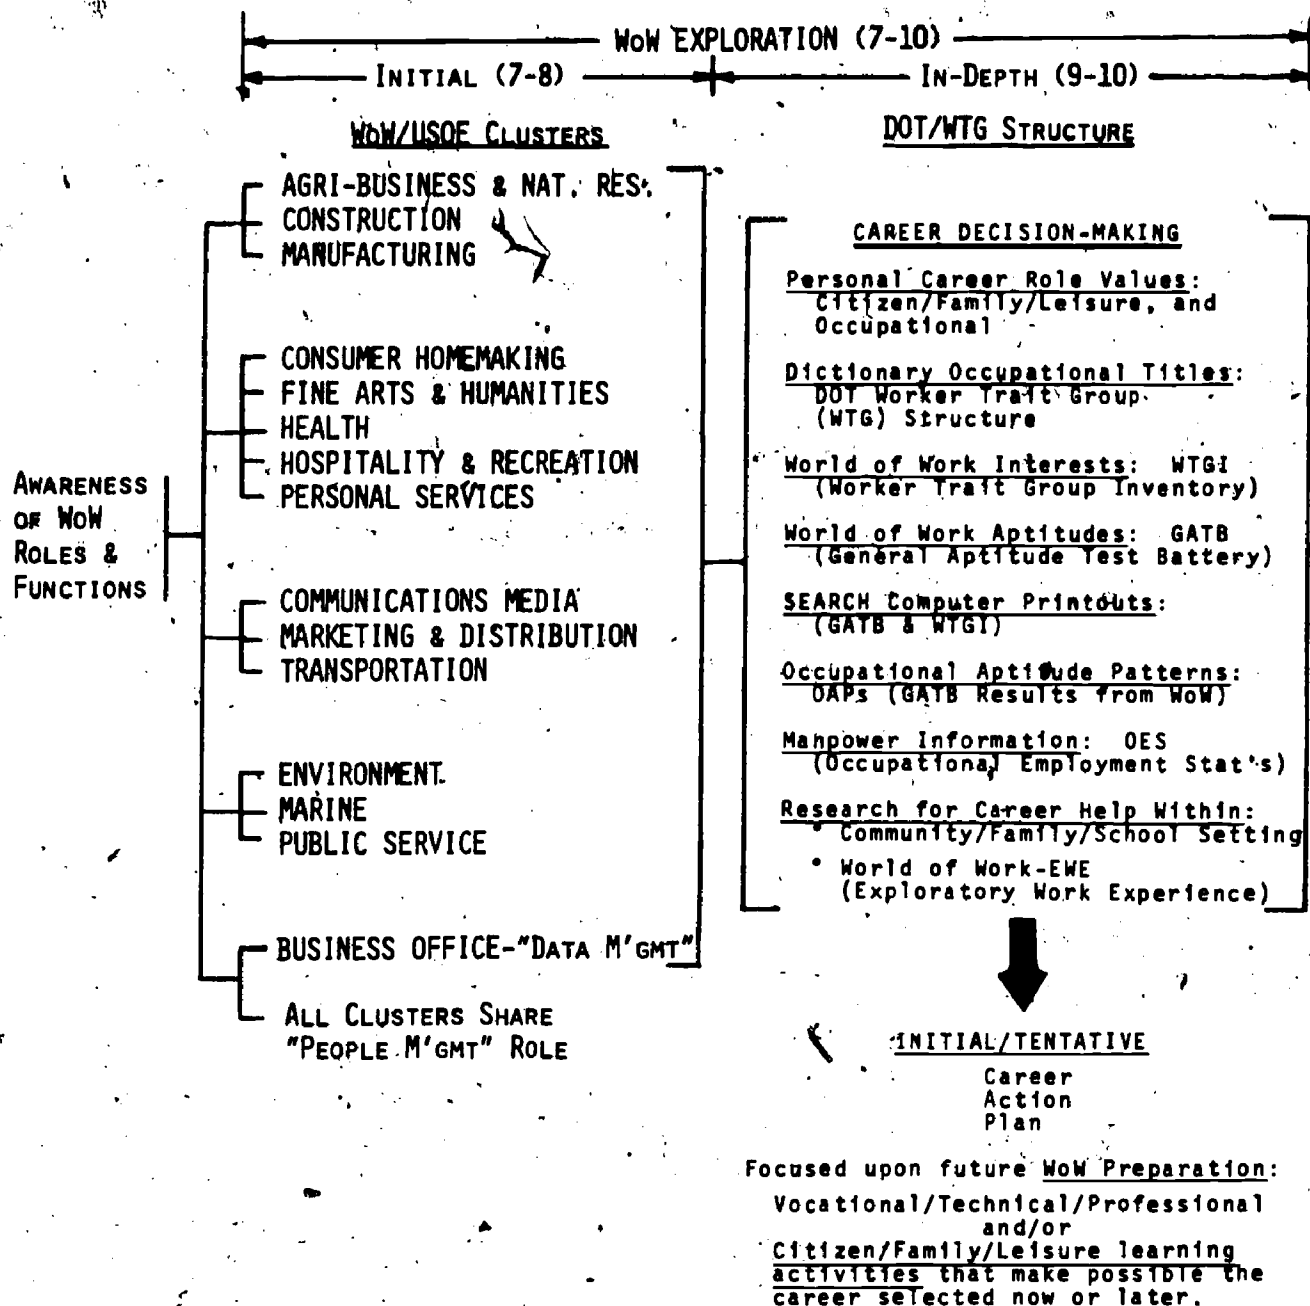 WoW EXPLORATION (7-10)
INITIAL (7-8)
IN-DEPTH (9-10)
WoW/USOE CLUSTERS
DOT/WTG STRUCTURE
AWARENESS
OF WoW
ROLES &
FUNCTIONS
AGRI-BUSINESS & NAT. RES.
CONSTRUCTION
MANUFACTURING
CONSUMER HOMEMAKING
FINE ARTS & HUMANITIES
HEALTH
HOSPITALITY & RECREATION
PERSONAL SERVICES
COMMUNICATIONS MEDIA
MARKETING & DISTRIBUTION
TRANSPORTATION
ENVIRONMENT
MARINE
PUBLIC SERVICE
BUSINESS OFFICE-"DATA M'GMT"
ALL CLUSTERS SHARE
"PEOPLE M'GMT" ROLE
CAREER DECISION-MAKING
Personal Career Role Values:
Citizen/Family/Leisure, and
Occupational
Dictionary Occupational Titles:
DOT Worker Trait Group
(WTG) Structure
World of Work Interests: WTGI
(Worker Trait Group Inventory)
World of Work Aptitudes: GATB
(General Aptitude Test Battery)
SEARCH Computer Printouts:
(GATB & WTGI)
Occupational Aptitude Patterns:
OAPs (GATB Results from WoW)
Manpower Information: OES
(Occupational Employment Stat's)
Research for Career Help Within:
• Community/Family/School Setting
• World of Work-EWE
(Exploratory Work Experience)
INITIAL/TENTATIVE
Career
Action
Plan
Focused upon future WoW Preparation:
Vocational/Technical/Professional
and/or
Citizen/Family/Leisure learning
activities that make possible the
career selected now or later.